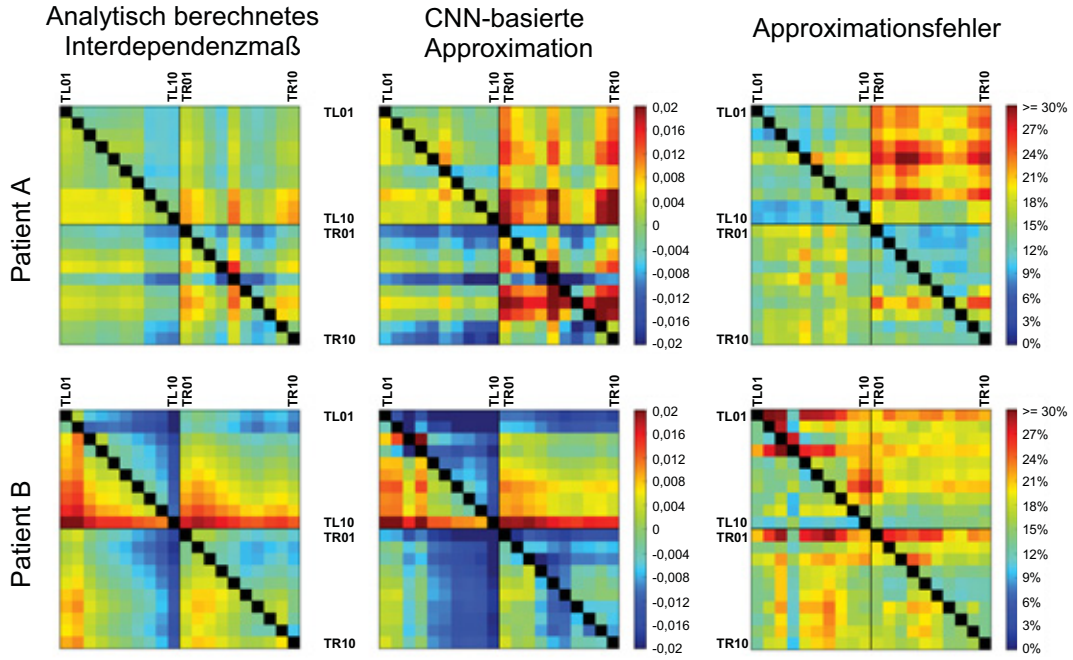 Analytisch berechnetes
Interdependenzmaß
CNN-basierte
Approximation
Approximationsfehler
Patient A
TL01
TL10
TR01
TR10
TL01
TL10
TR01
TR10
TL01
TL10
TR01
TR10
0,02
0,016
0,012
0,008
0,004
0
-0,004
-0,008
-0,012
-0,016
-0,02
TL01
TL10
TR01
TR10
TL01
TL10
TR01
TR10
>= 30%
27%
24%
21%
18%
15%
12%
9%
6%
3%
0%
Patient B
TL01
TL10
TR01
TR10
TL01
TL10
TR01
TR10
TL01
TL10
TR01
TR10
0,02
0,016
0,012
0,008
0,004
0
-0,004
-0,008
-0,012
-0,016
-0,02
TL01
TL10
TR01
TR10
TL01
TL10
TR01
TR10
>= 30%
27%
24%
21%
18%
15%
12%
9%
6%
3%
0%